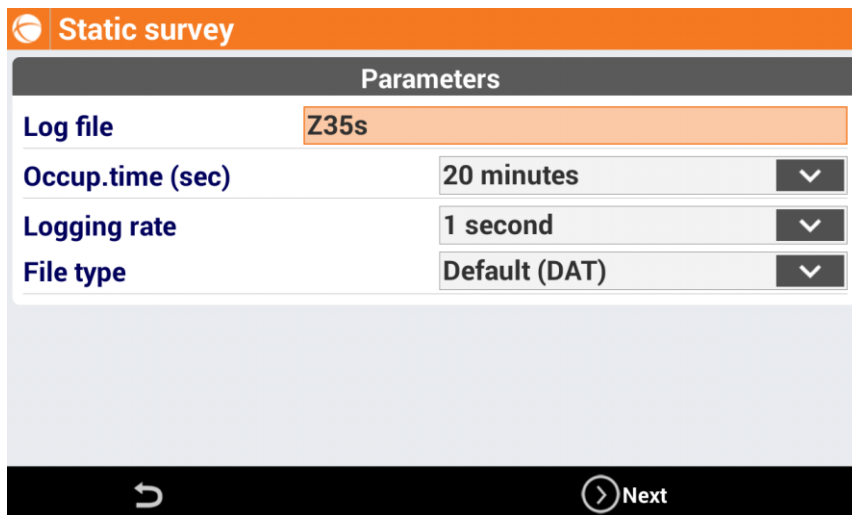 Static survey
Parameters
Log file Z35s
Occup.time (sec) 20 minutes
Logging rate 1 second
File type Default (DAT)
Next